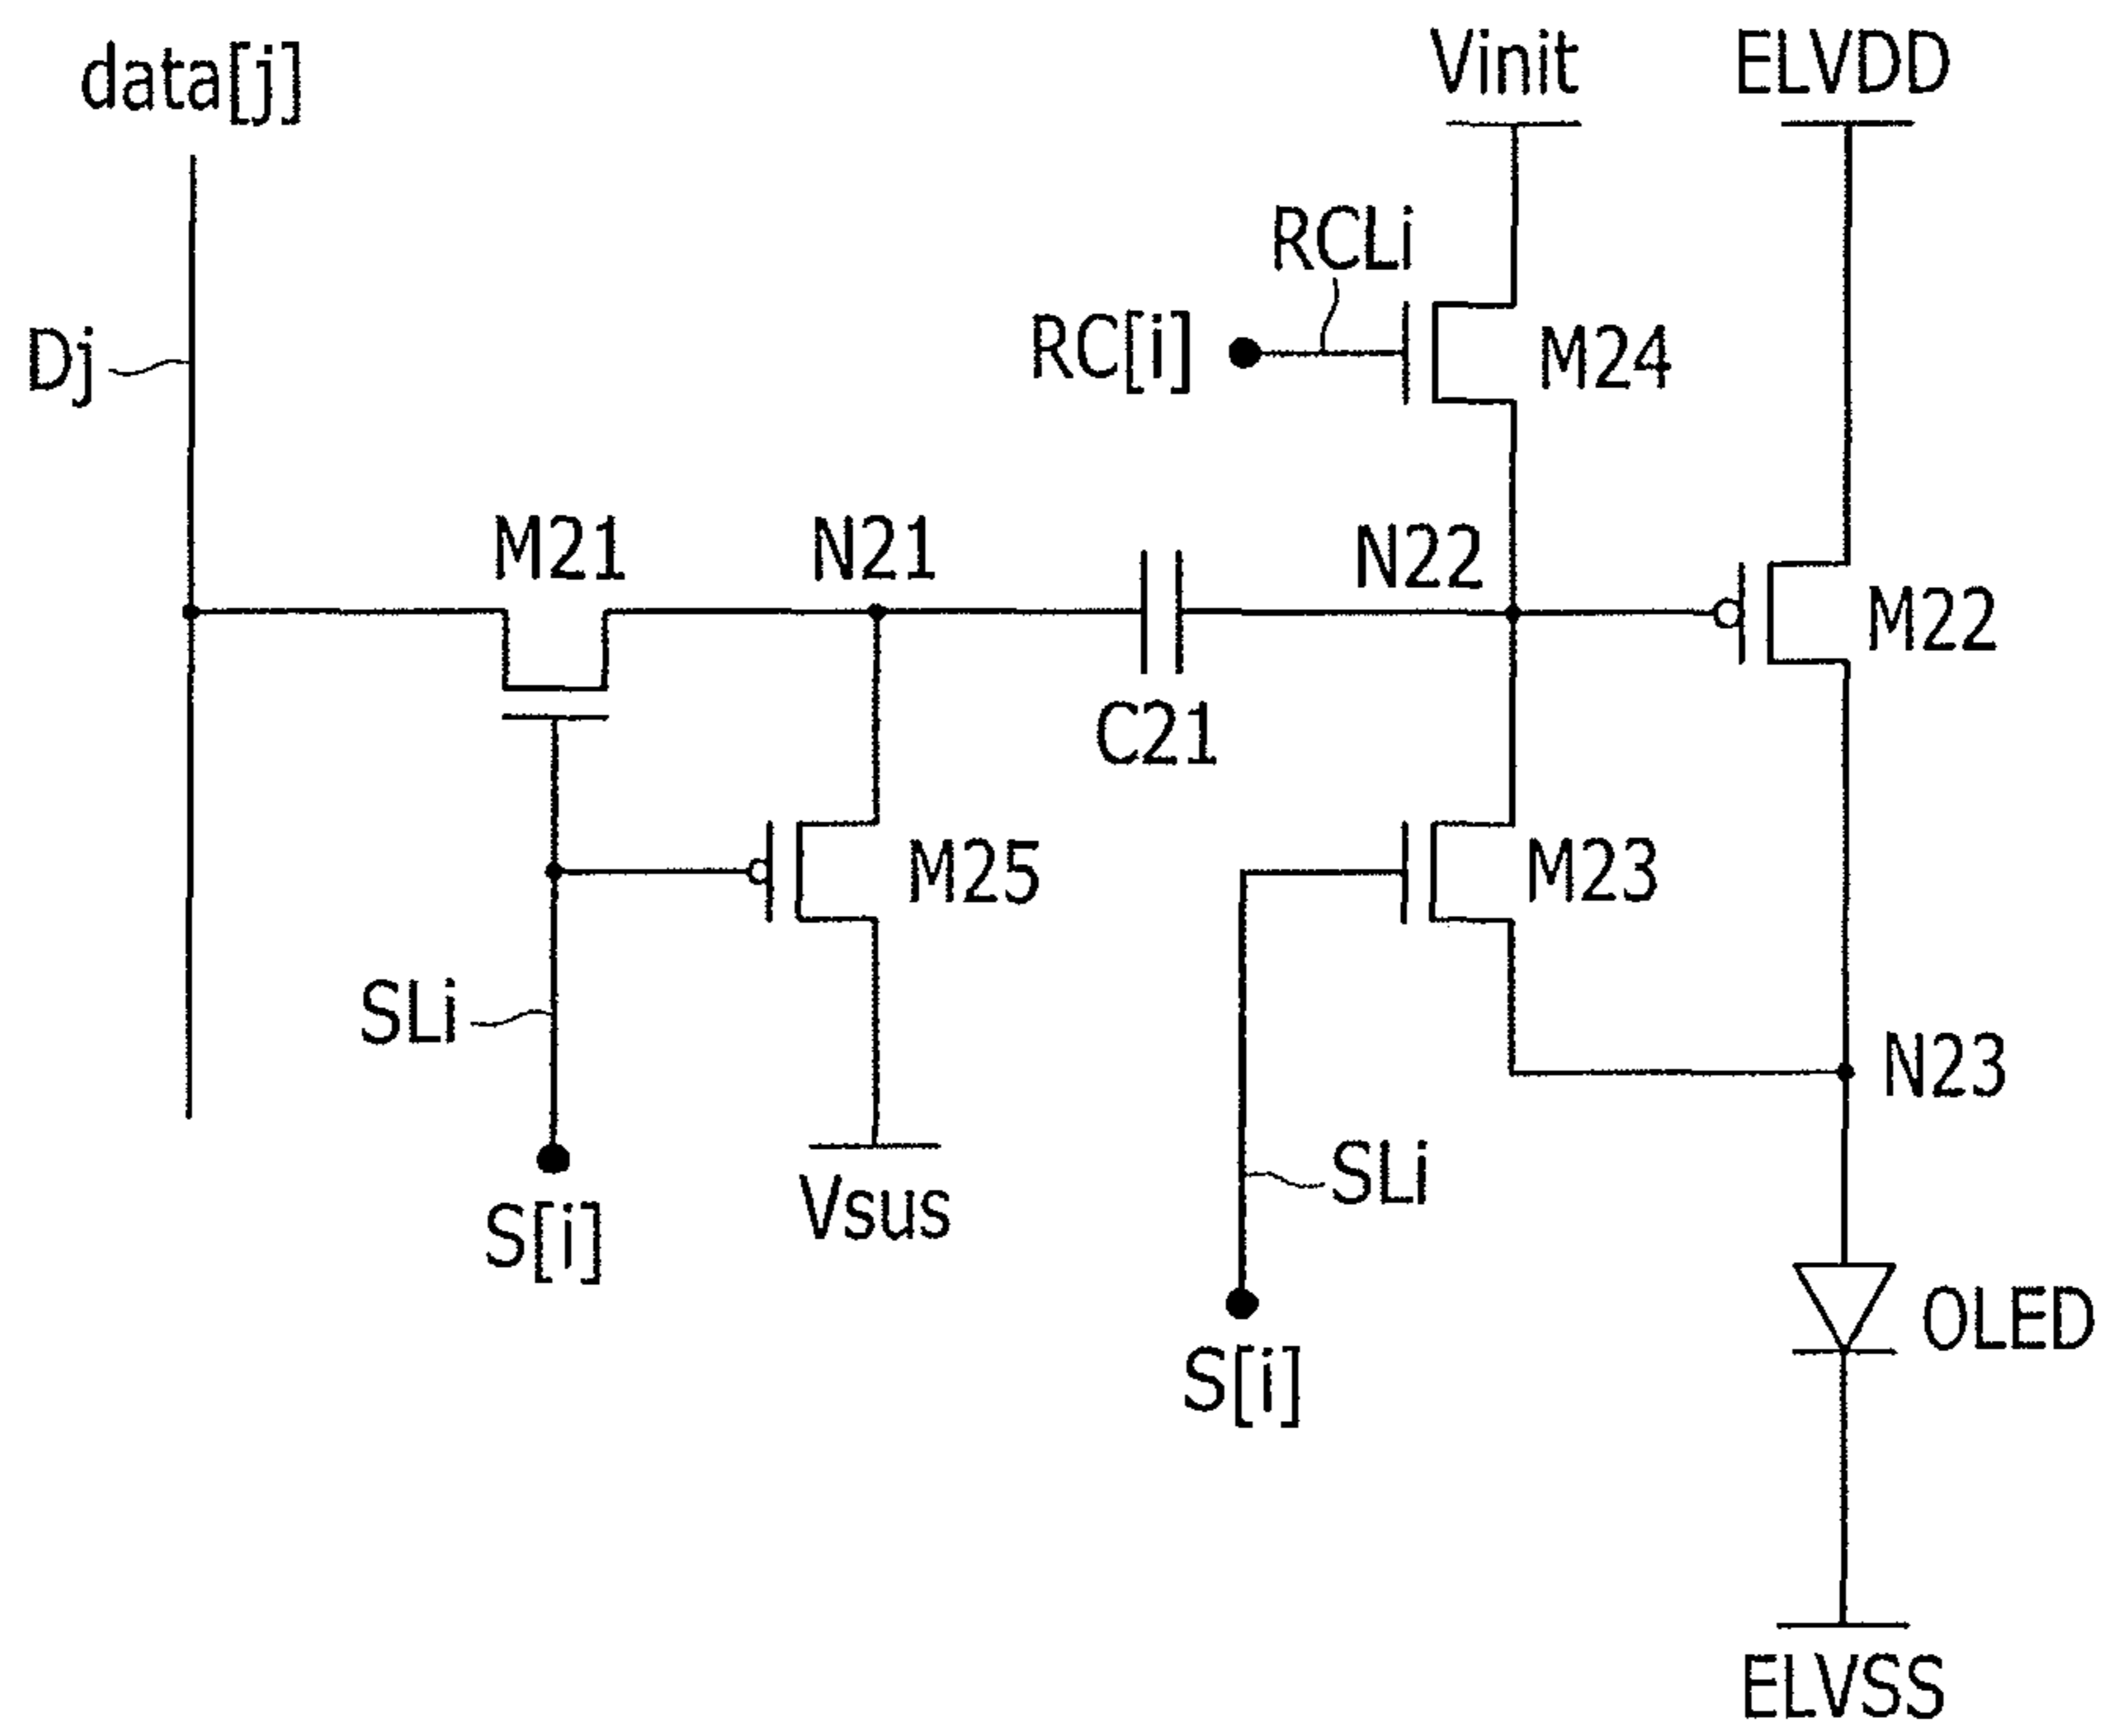 data[j]
Vinit
ELVDD
RCLi
RC[i]
M24
Dj
M21
N21
N22
M22
C21
M25
M23
SLi
N23
Vsus
SLi
S[i]
S[i]
OLED
ELVSS